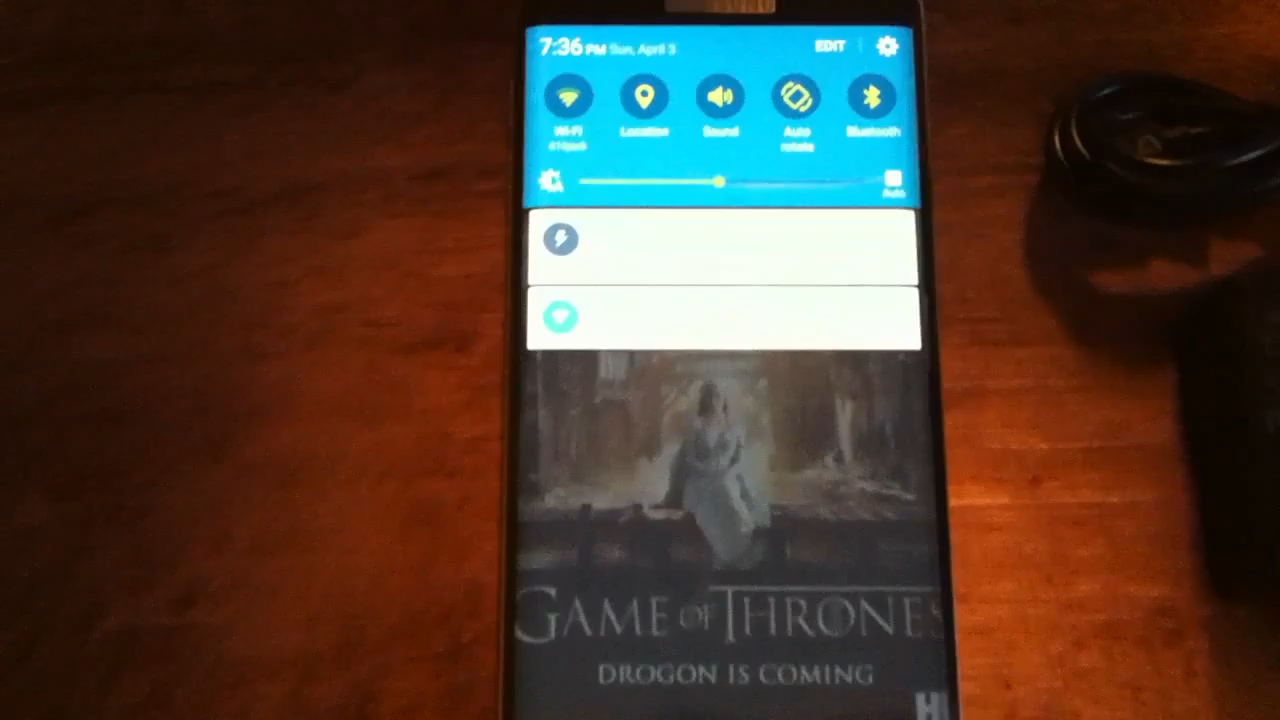 7:36 PM Sun, April 3 EDIT
Wi-Fi Location Sound Auto rotate Bluetooth
Auto
GAME OF THRONES
DROGON IS COMING